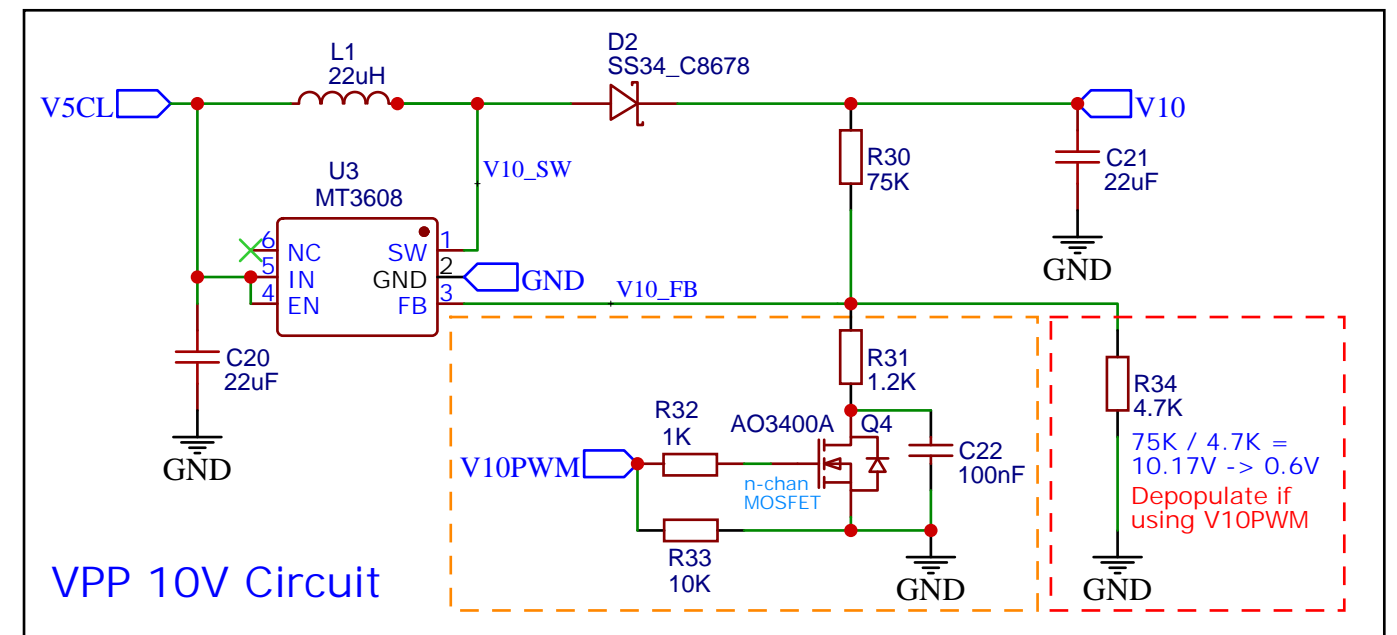 L1
22uH
D2
SS34_C8678
V5CL
V10
R30
75K
C21
22uF
GND
U3
MT3608
V10_SW
6 NC
5 IN
4 EN
SW 1
GND 2
FB 3
GND
V10_FB
C20
22uF
GND
R31
1.2K
R32
1K
AO3400A Q4
V10PWM
n-chan
MOSFET
C22
100nF
R33
10K
GND
R34
4.7K
75K / 4.7K =
10.17V -> 0.6V
Depopulate if
using V10PWM
GND
VPP 10V Circuit